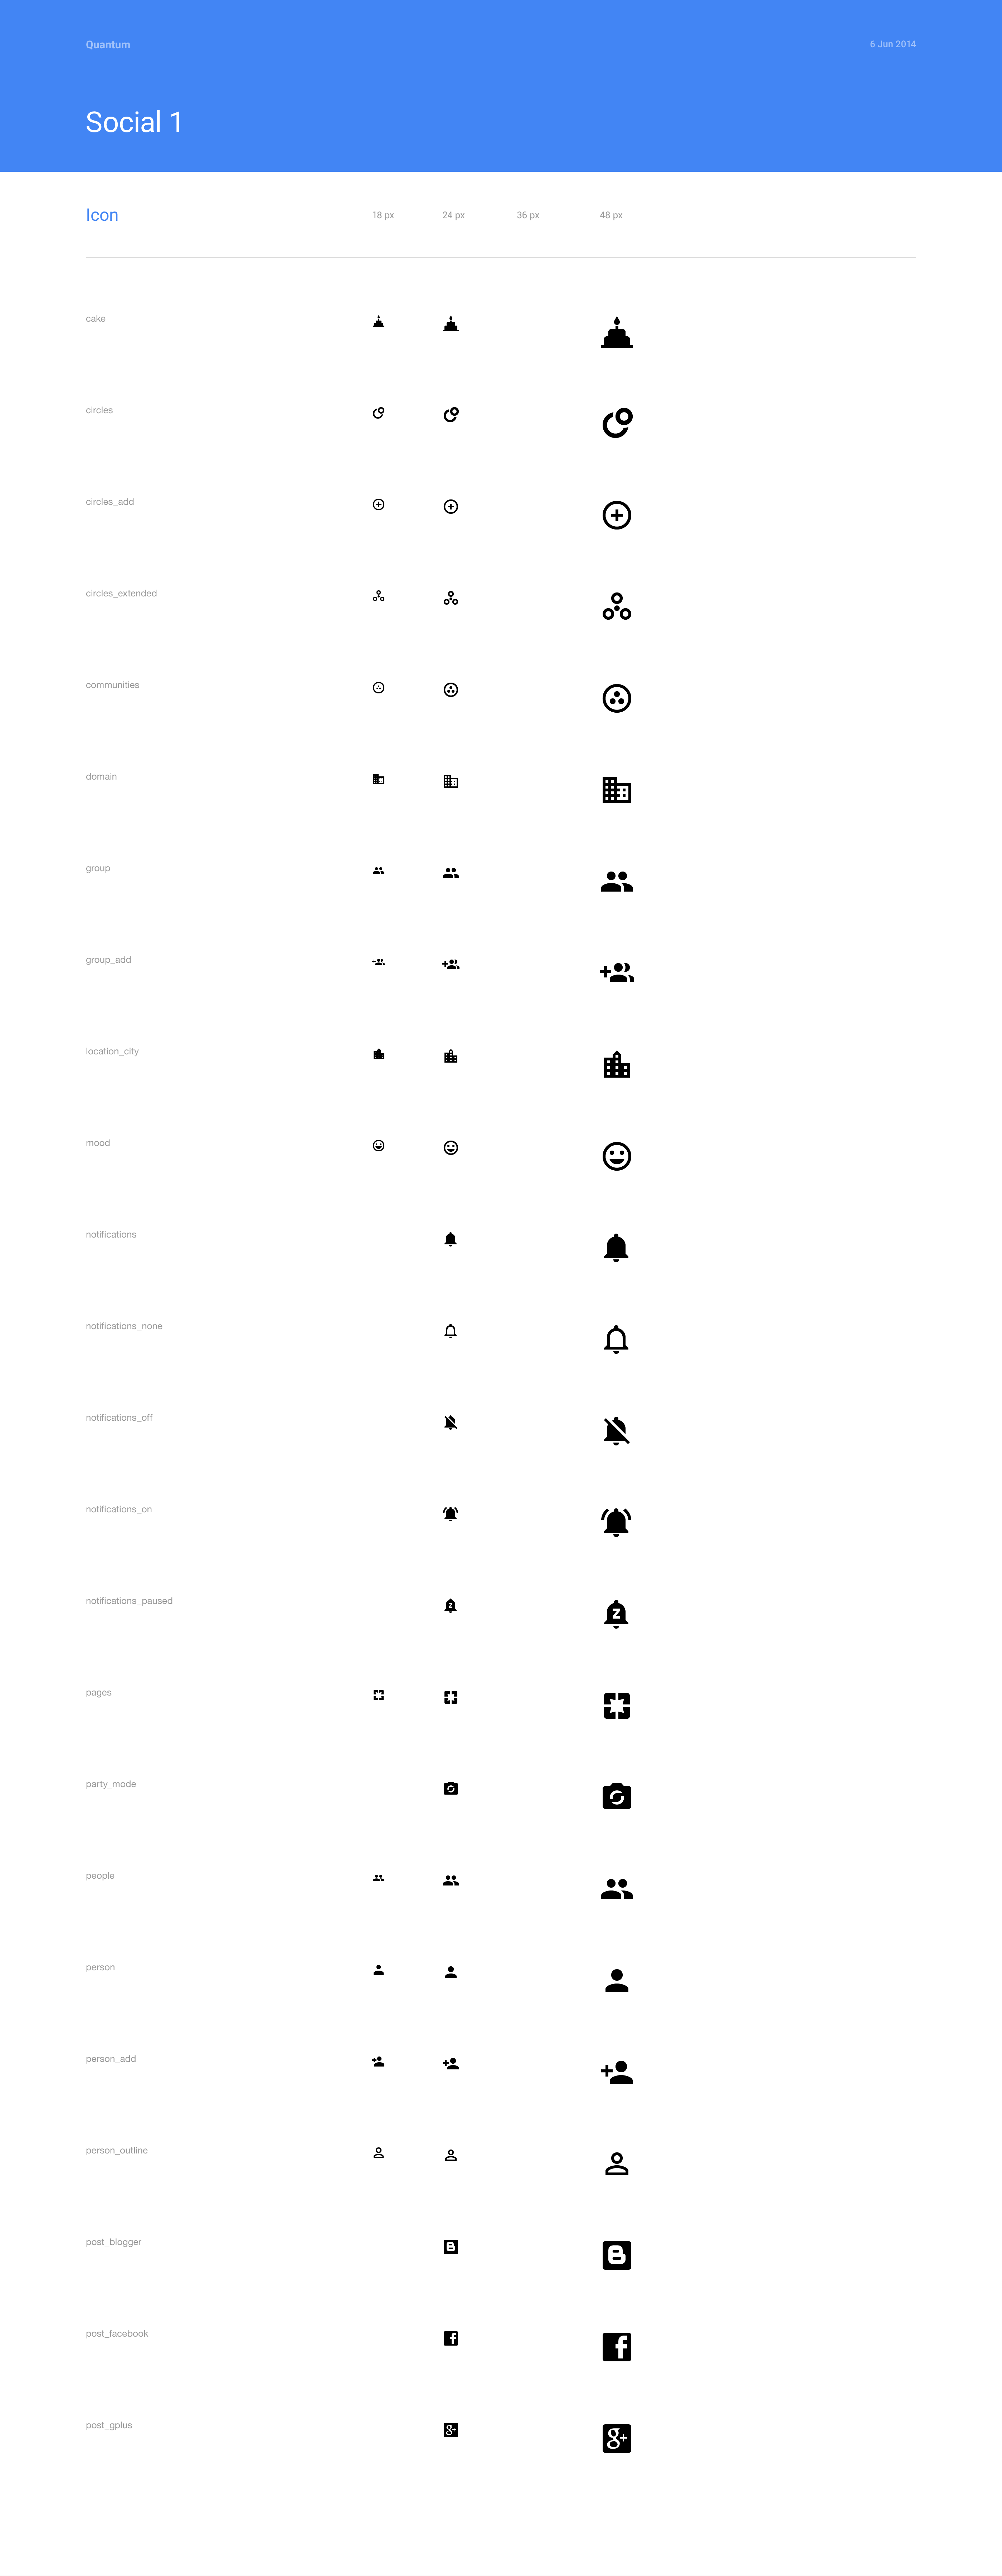 Quantum 6 Jun 2014
Social 1
Icon 18 px 24 px 36 px 48 px
cake
circles
circles_add
circles_extended
communities
domain
group
group_add
location_city
mood
notifications
notifications_none
notifications_off
notifications_on
notifications_paused
Z Z
pages
party_mode
people
person
person_add
person_outline
post_blogger
B B
post_facebook
f f
post_gplus
g+ g+